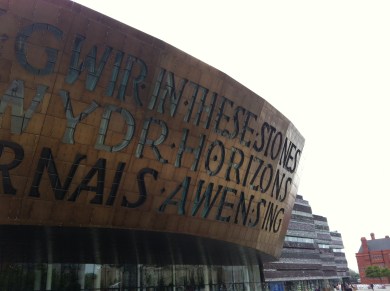 GWIR IN THESE STONES
WYDR HORIZONS
RNAIS AWEN SING